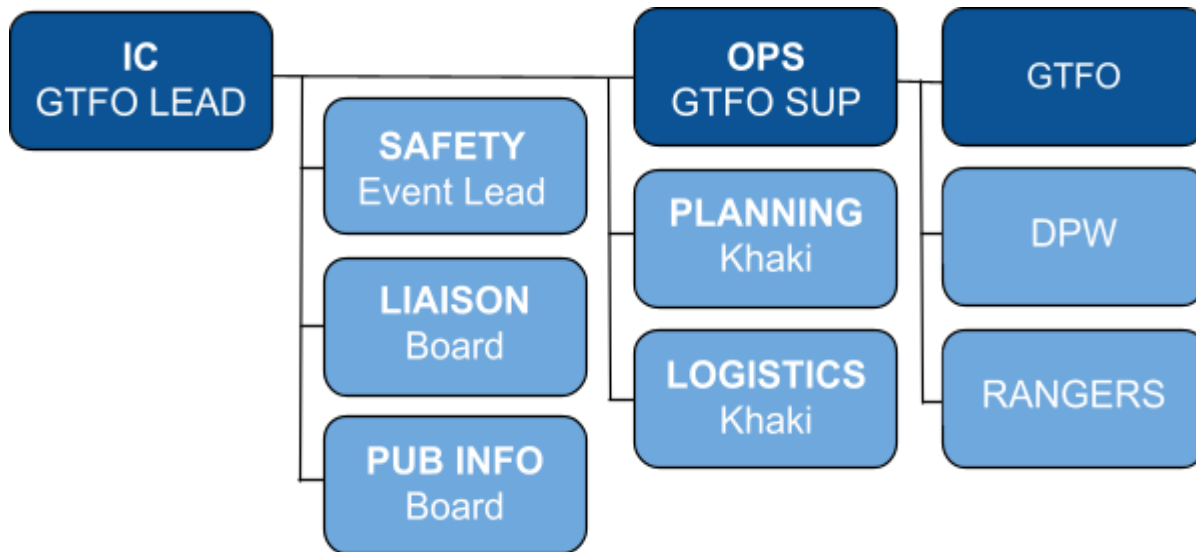 IC
GTFO LEAD
SAFETY
Event Lead
LIAISON
Board
PUB INFO
Board
OPS
GTFO SUP
PLANNING
Khaki
LOGISTICS
Khaki
GTFO
DPW
RANGERS